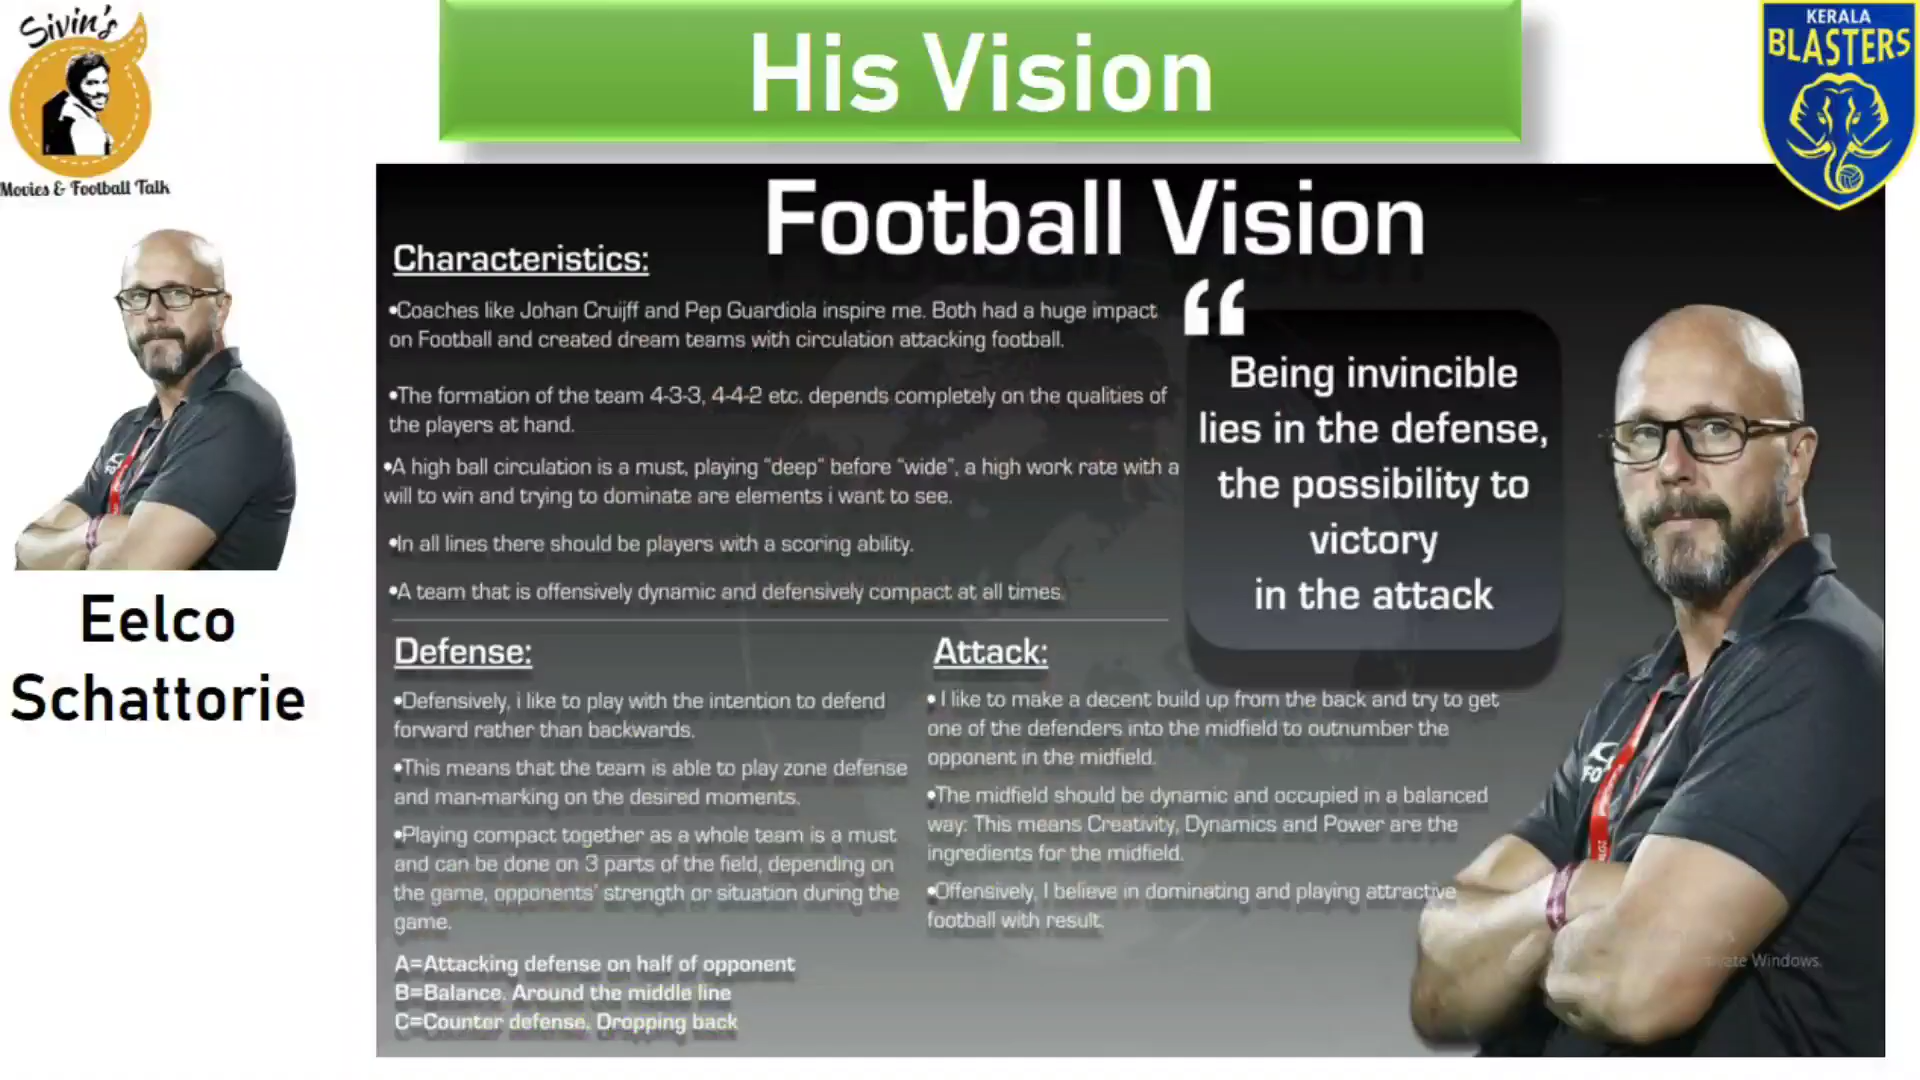 Sivin's
Movies & Football Talk
His Vision
KERALA
BLASTERS
Eelco
Schattorie
Football Vision
Characteristics:
•Coaches like Johan Cruijff and Pep Guardiola inspire me. Both had a huge impact
on Football and created dream teams with circulation attacking football.
•The formation of the team 4-3-3, 4-4-2 etc. depends completely on the qualities of
the players at hand.
•A high ball circulation is a must, playing “deep” before “wide”, a high work rate with a
will to win and trying to dominate are elements i want to see.
•In all lines there should be players with a scoring ability.
•A team that is offensively dynamic and defensively compact at all times.
“
Being invincible
lies in the defense,
the possibility to
victory
in the attack
Defense:
•Defensively, i like to play with the intention to defend
forward rather than backwards.
•This means that the team is able to play zone defense
and man-marking on the desired moments.
•Playing compact together as a whole team is a must
and can be done on 3 parts of the field, depending on
the game, opponents' strength or situation during the
game.
A=Attacking defense on half of opponent
B=Balance. Around the middle line
C=Counter defense. Dropping back
Attack:
• I like to make a decent build up from the back and try to get
one of the defenders into the midfield to outnumber the
opponent in the midfield.
•The midfield should be dynamic and occupied in a balanced
way. This means Creativity, Dynamics and Power are the
ingredients for the midfield.
•Offensively, I believe in dominating and playing attractive
football with result.
Windows.